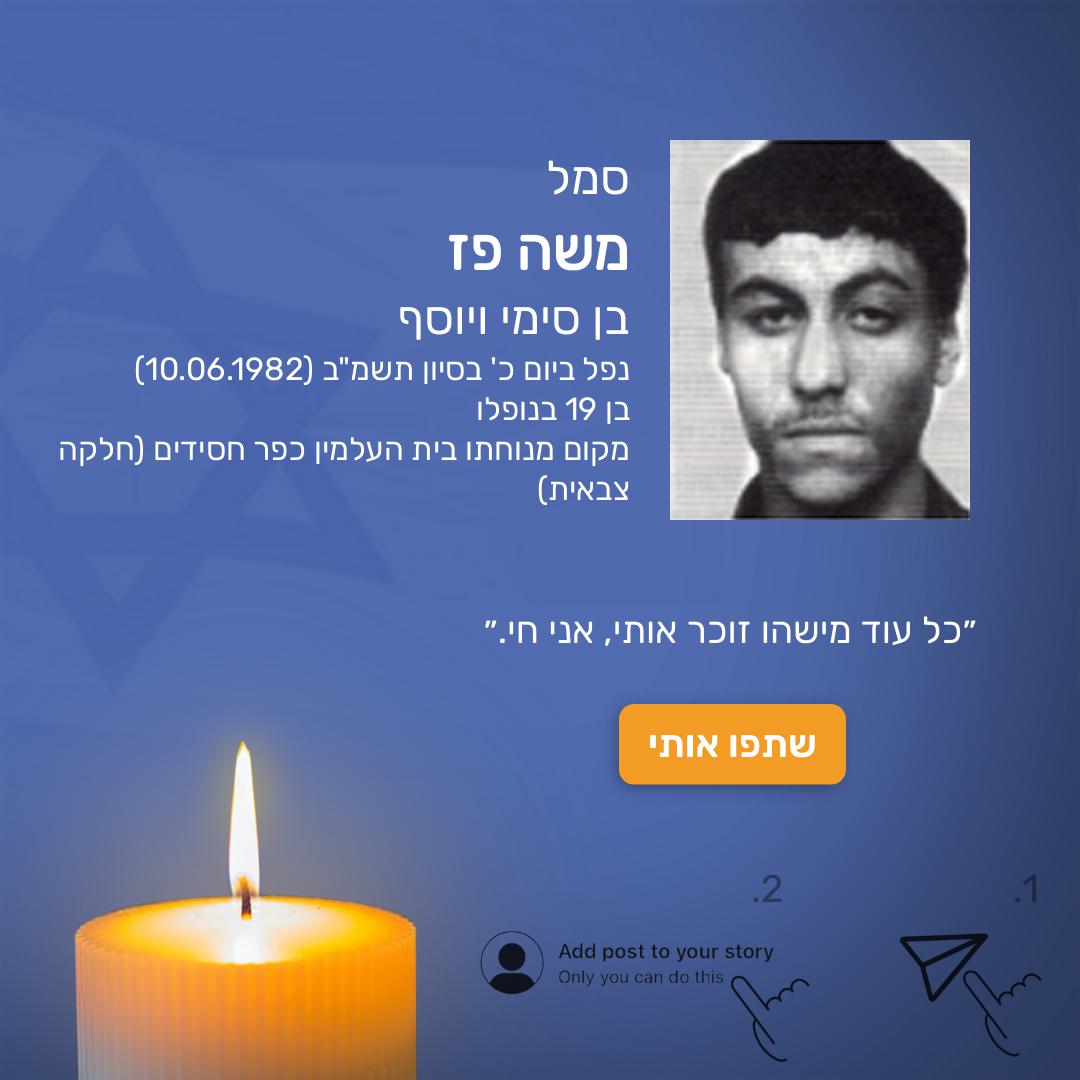 סמל
משה פז
בן סימי ויוסף
נפל ביום כ' בסיון תשמ"ב (10.06.1982)
בן 19 בנופלו
מקום מנוחתו בית העלמין כפר חסידים (חלקה
צבאית)
״כל עוד מישהו זוכר אותי, אני חי.״
שתפו אותי
.1
.2
Add post to your story
Only you can do this